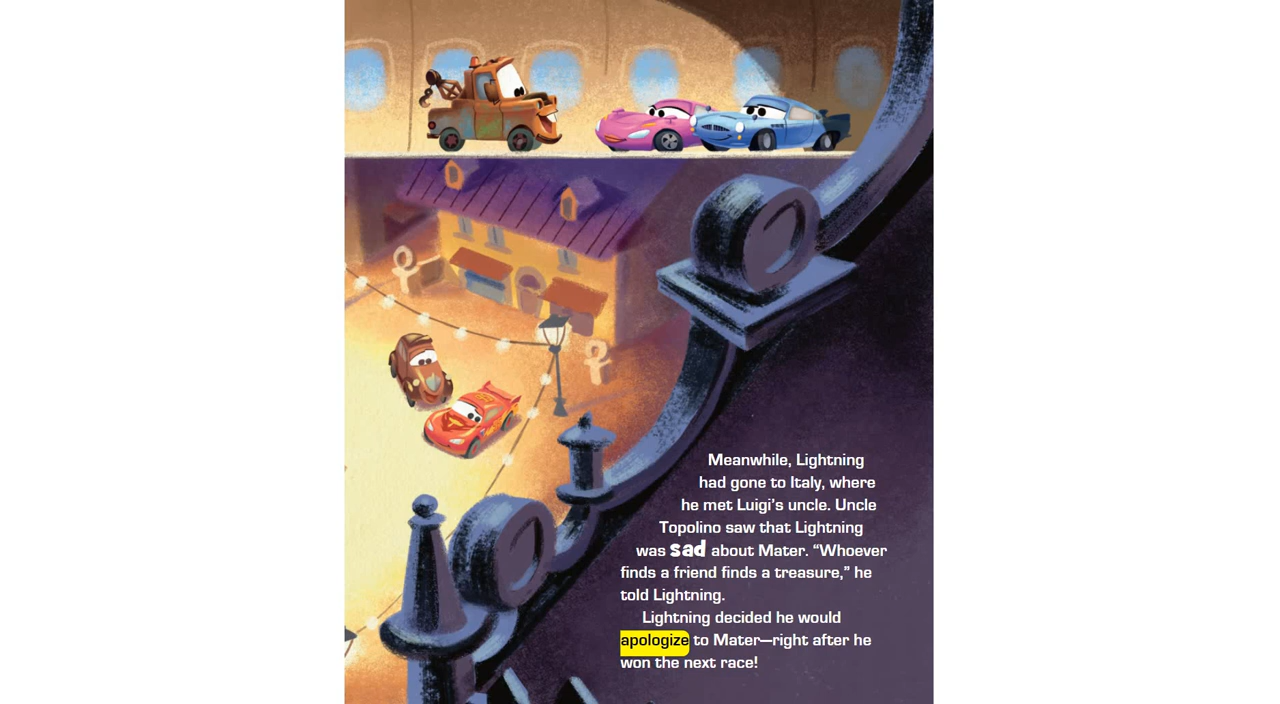 Meanwhile, Lightning
had gone to Italy, where
he met Luigi's uncle. Uncle
Topolino saw that Lightning
was sad about Mater. “Whoever
finds a friend finds a treasure,” he
told Lightning.
Lightning decided he would
apologize to Mater—right after he
won the next race!